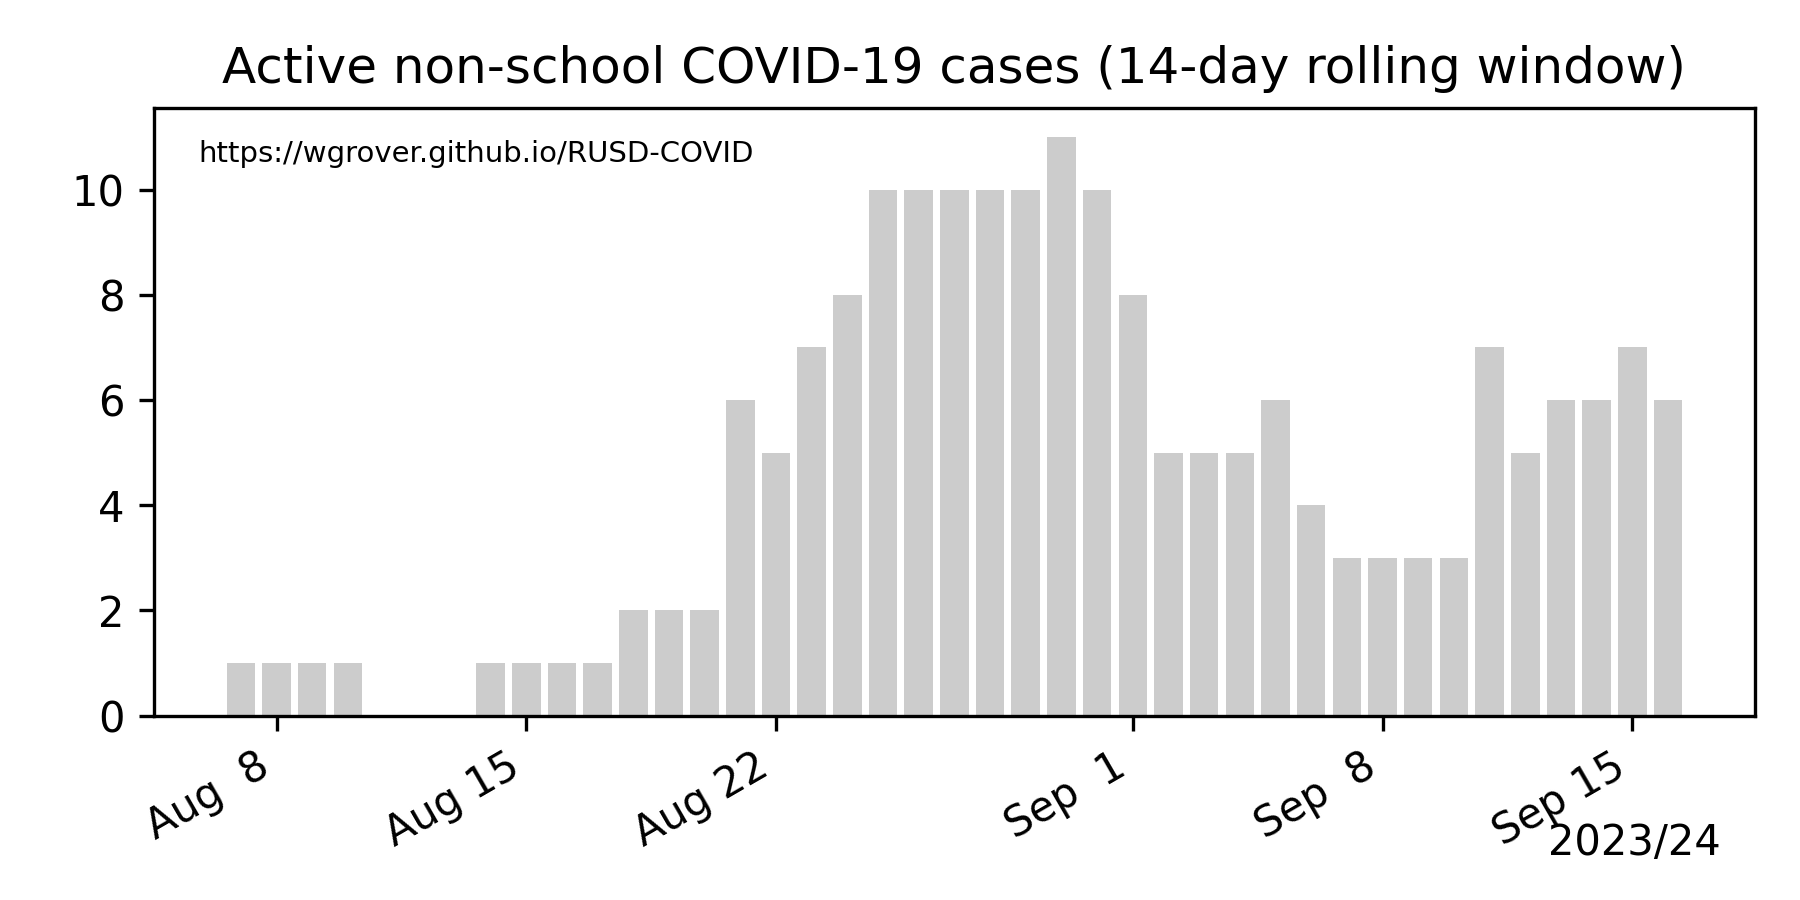 Active non-school COVID-19 cases (14-day rolling window)
https://wgrover.github.io/RUSD-COVID
10
8
6
4
2
0
Aug 8
Aug 15
Aug 22
Sep 1
Sep 8
Sep 15
2023/24